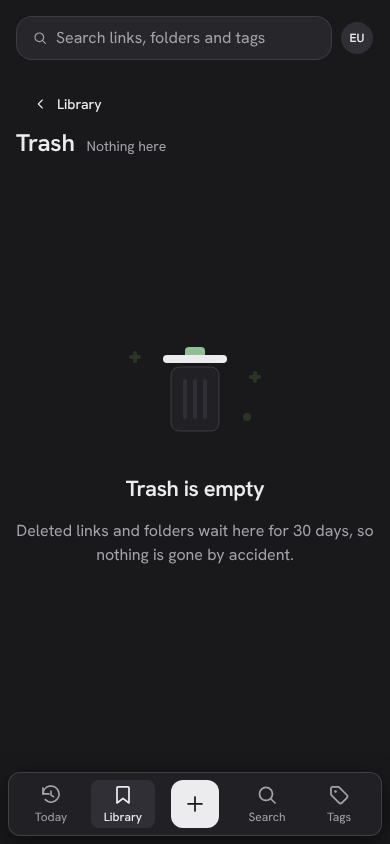 Search links, folders and tags
EU
Library
Trash Nothing here
Trash is empty
Deleted links and folders wait here for 30 days, so
nothing is gone by accident.
Today Library Search Tags